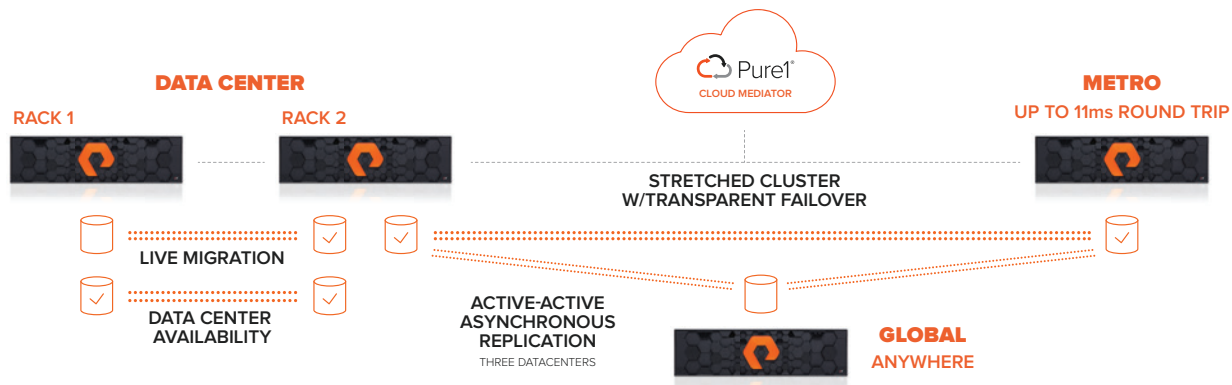 Pure1®
CLOUD MEDIATOR
DATA CENTER
METRO
RACK 1
RACK 2
UP TO 11ms ROUND TRIP
STRETCHED CLUSTER
W/TRANSPARENT FAILOVER
LIVE MIGRATION
DATA CENTER
AVAILABILITY
ACTIVE-ACTIVE
ASYNCHRONOUS
REPLICATION
THREE DATACENTERS
GLOBAL
ANYWHERE